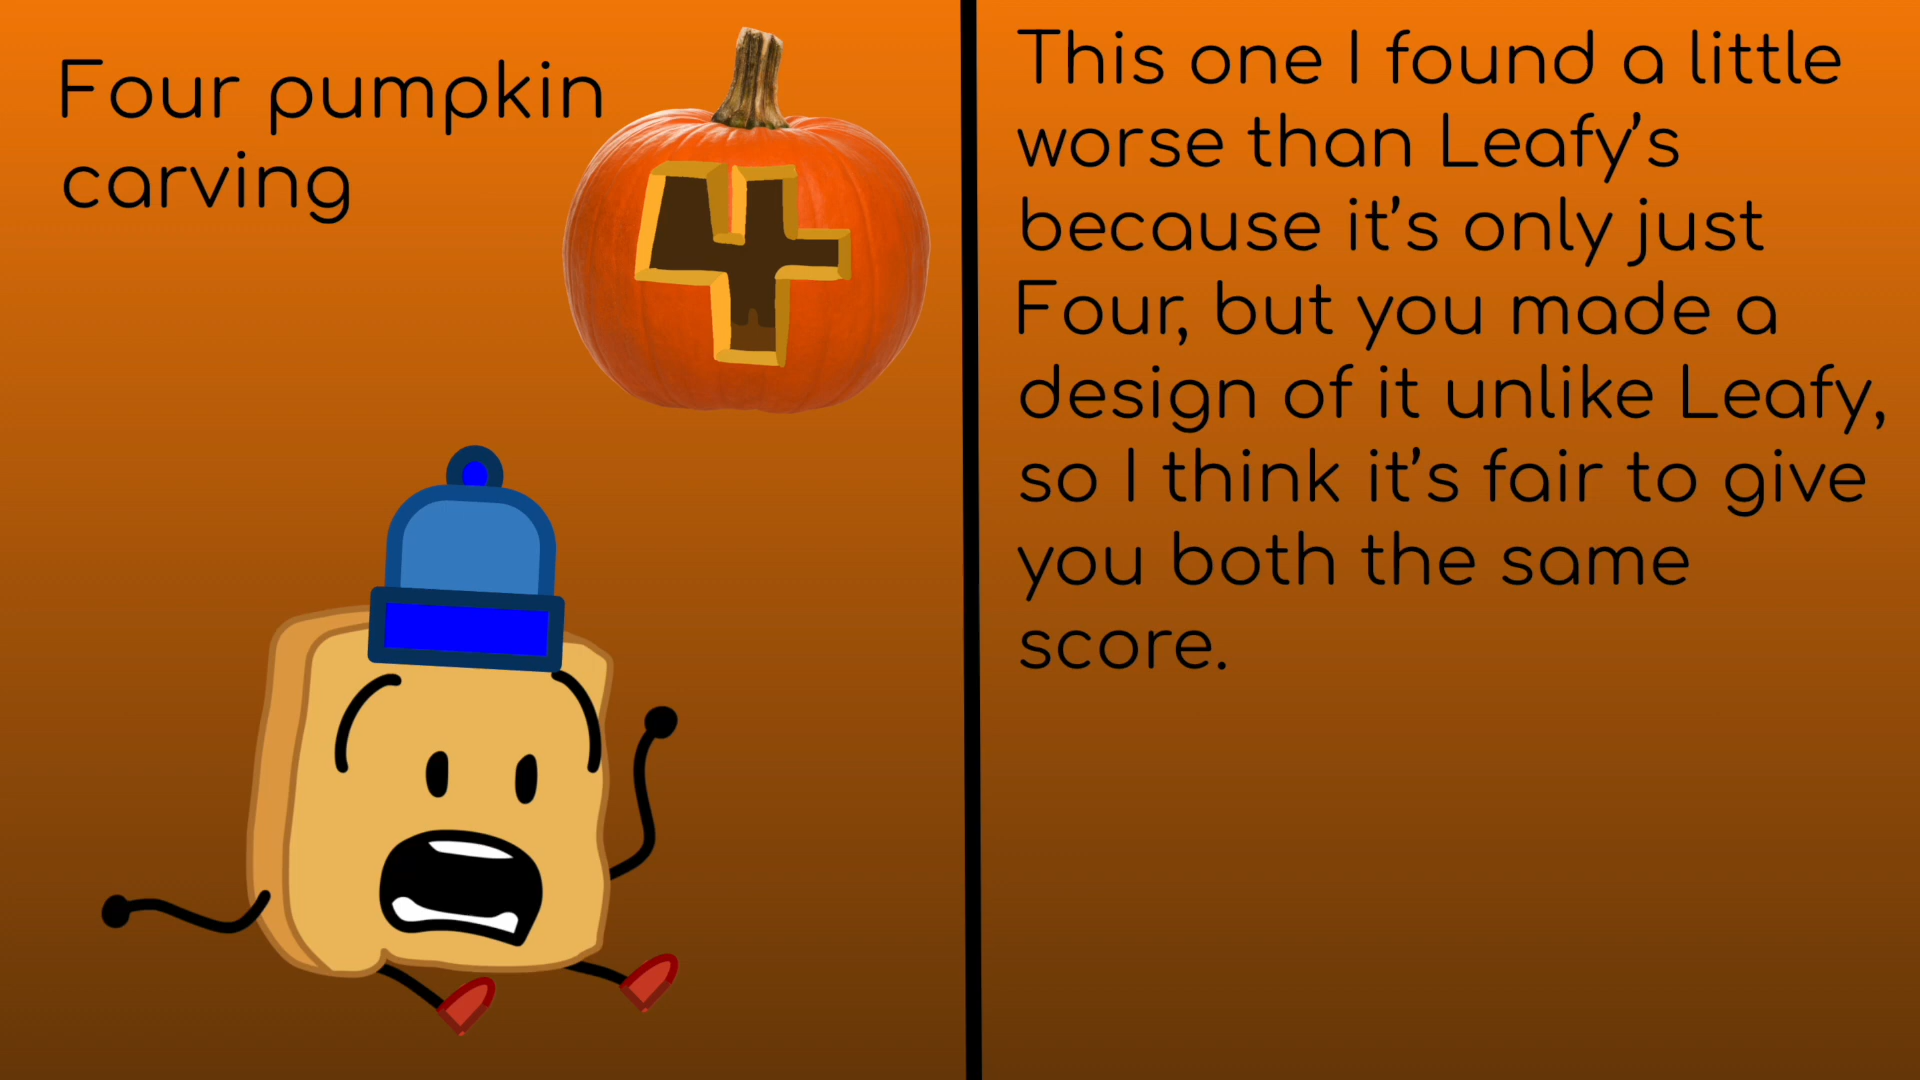 Four pumpkin
carving
4
This one I found a little
worse than Leafy's
because it's only just
Four, but you made a
design of it unlike Leafy,
so I think it's fair to give
you both the same
score.